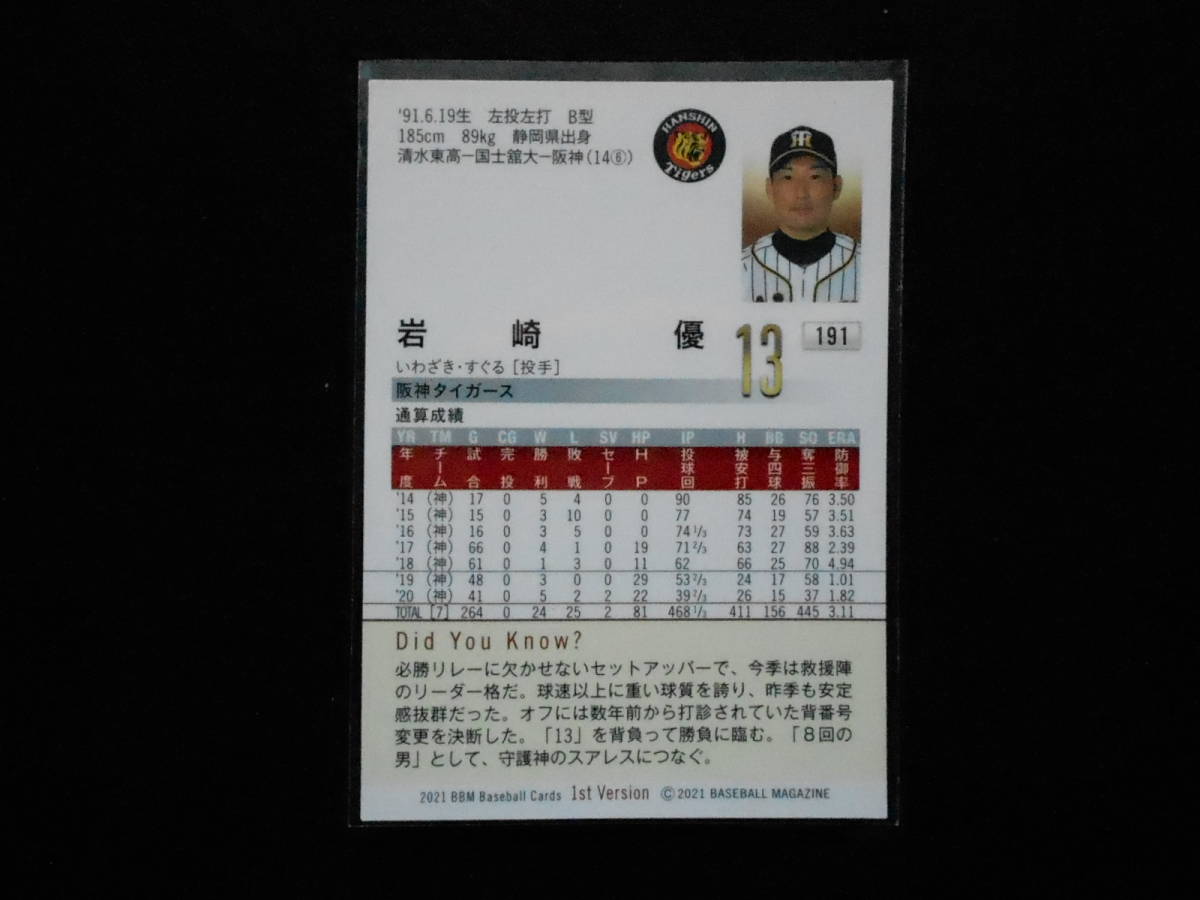 '91.6.19生 左投左打 B型
185cm 89kg 静岡県出身
清水東高ー国士舘大ー阪神(14⑥)
HANSHIN
Tigers
岩崎優
13
191
いわざき・すぐる[投手]
阪神タイガース
通算成績
YR TM G CG W L SV HP IP H BB SO ERA
年度 チーム 試合 完投 勝利 敗戦 セーブ HP 投球回 被安打 与四球 奪三振 防御率
'14 (神) 17 0 5 4 0 0 90 85 26 76 3.50
'15 (神) 15 0 3 10 0 0 77 74 19 57 3.51
'16 (神) 16 0 3 5 0 0 74 1/3 73 27 59 3.63
'17 (神) 66 0 4 1 0 19 71 2/3 63 27 88 2.39
'18 (神) 61 0 1 3 0 11 62 66 25 70 4.94
'19 (神) 48 0 3 0 0 29 53 2/3 24 17 58 1.01
'20 (神) 41 0 5 2 2 22 39 2/3 26 15 37 1.82
TOTAL [7] 264 0 24 25 2 81 468 1/3 411 156 445 3.11
Did You Know?
必勝リレーに欠かせないセットアッパーで、今季は救援陣
のリーダー格だ。球速以上に重い球質を誇り、昨季も安定
感抜群だった。オフには数年前から打診されていた背番号
変更を決断した。「13」を背負って勝負に臨む。「8回の
男」として、守護神のスアレスにつなぐ。
2021 BBM Baseball Cards 1st Version ©2021 BASEBALL MAGAZINE